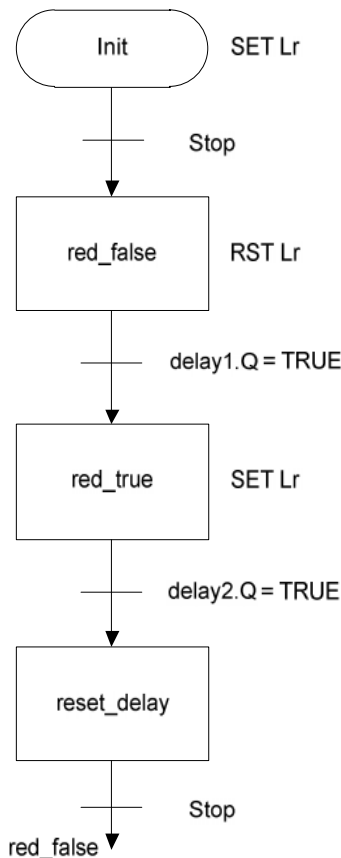 Init
SET Lr
Stop
red_false
RST Lr
delay1.Q = TRUE
red_true
SET Lr
delay2.Q = TRUE
reset_delay
Stop
red_false